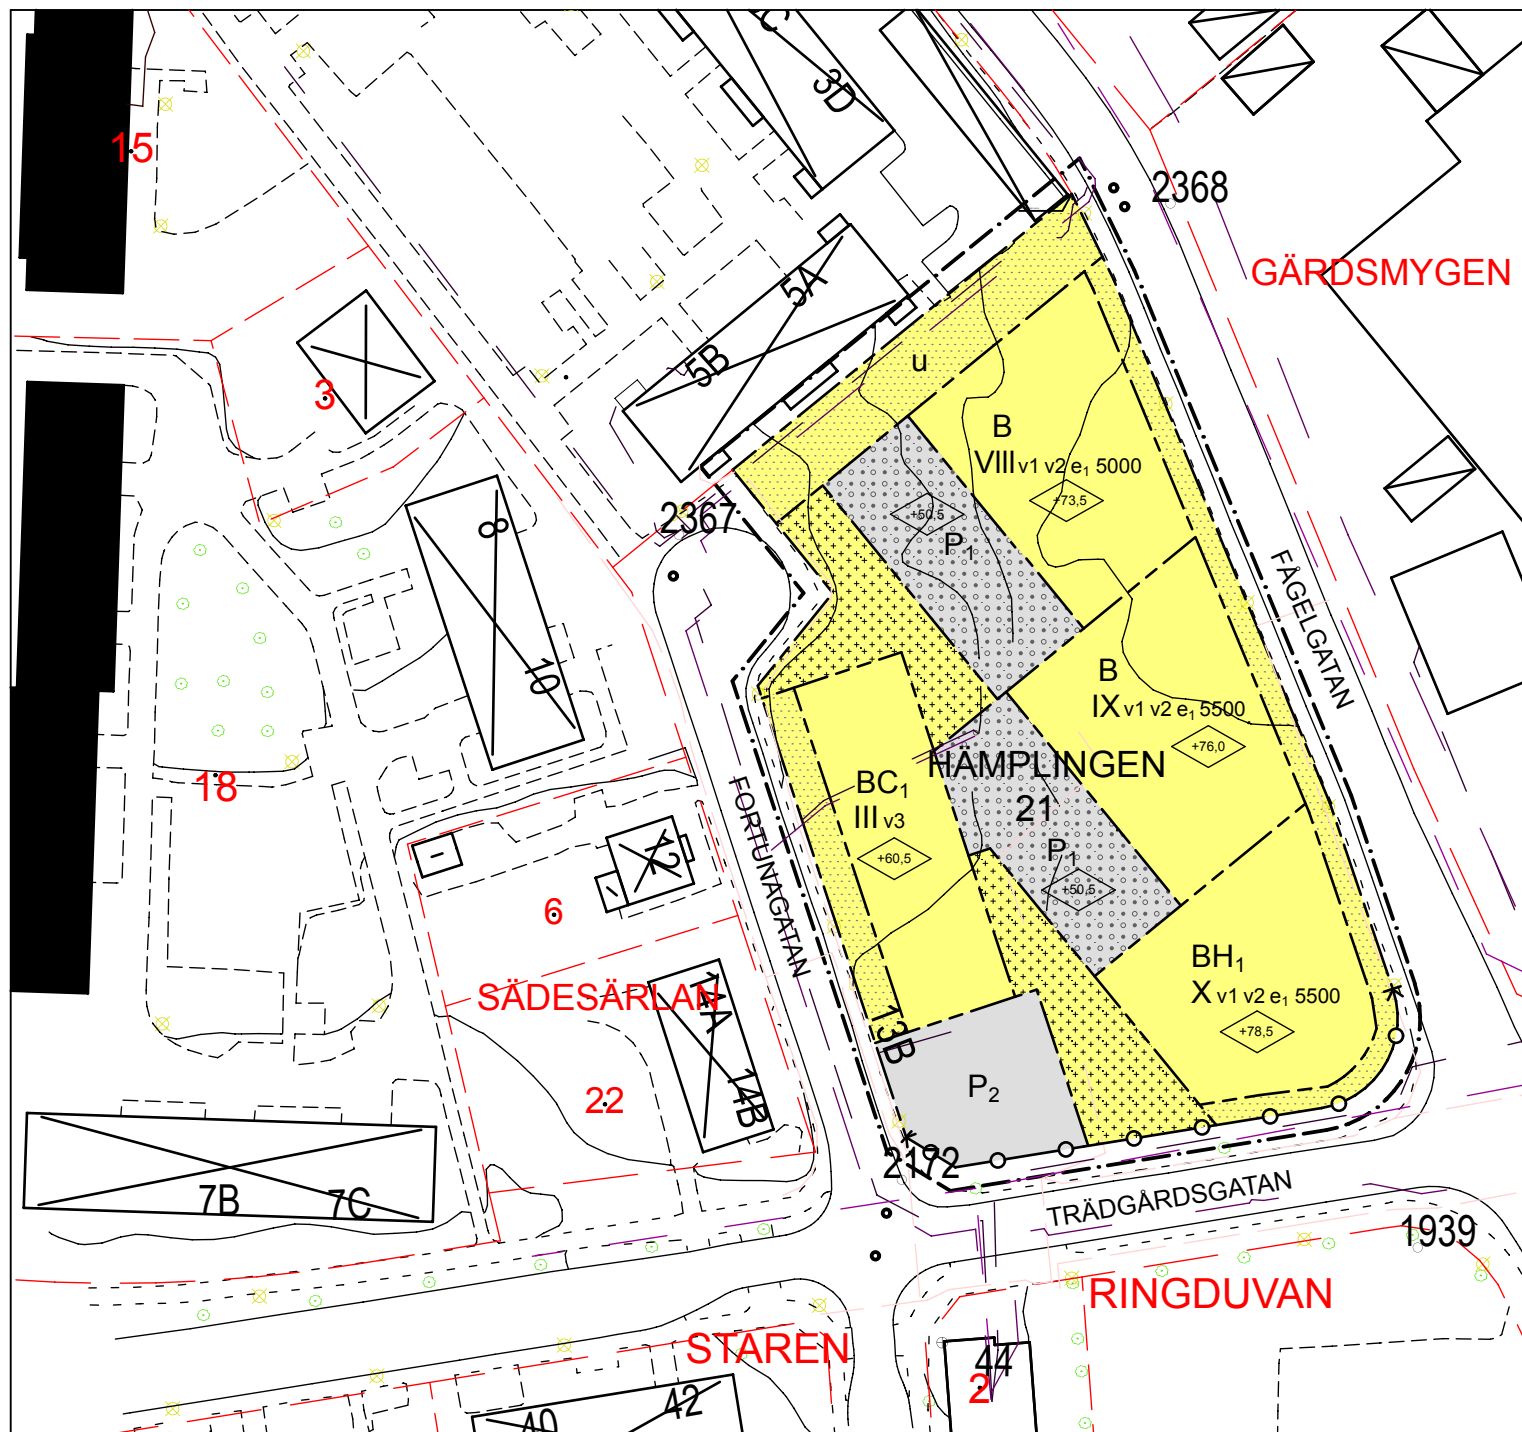 C
3D
15
2368
GÄRDSMYGEN
5A
5B
u
3
B
VIII v1 v2 e₁ 5000
+73,5
8
2367
+50,5
P₁
FÅGELGATAN
10
B
IX v1 v2 e₁ 5500
+76,0
18
FORTUNAGATAN
BC₁
III v3
+60,5
HÄMPLINGEN
21
P₁
+50,5
12
6
SÄDESÄRLAN
14A
14B
22
13B
BH₁
X v1 v2 e₁ 5500
+78,5
P₂
2172
7B
7C
TRÄDGÅRDSGATAN
1939
RINGDUVAN
STAREN
44
2
40
42